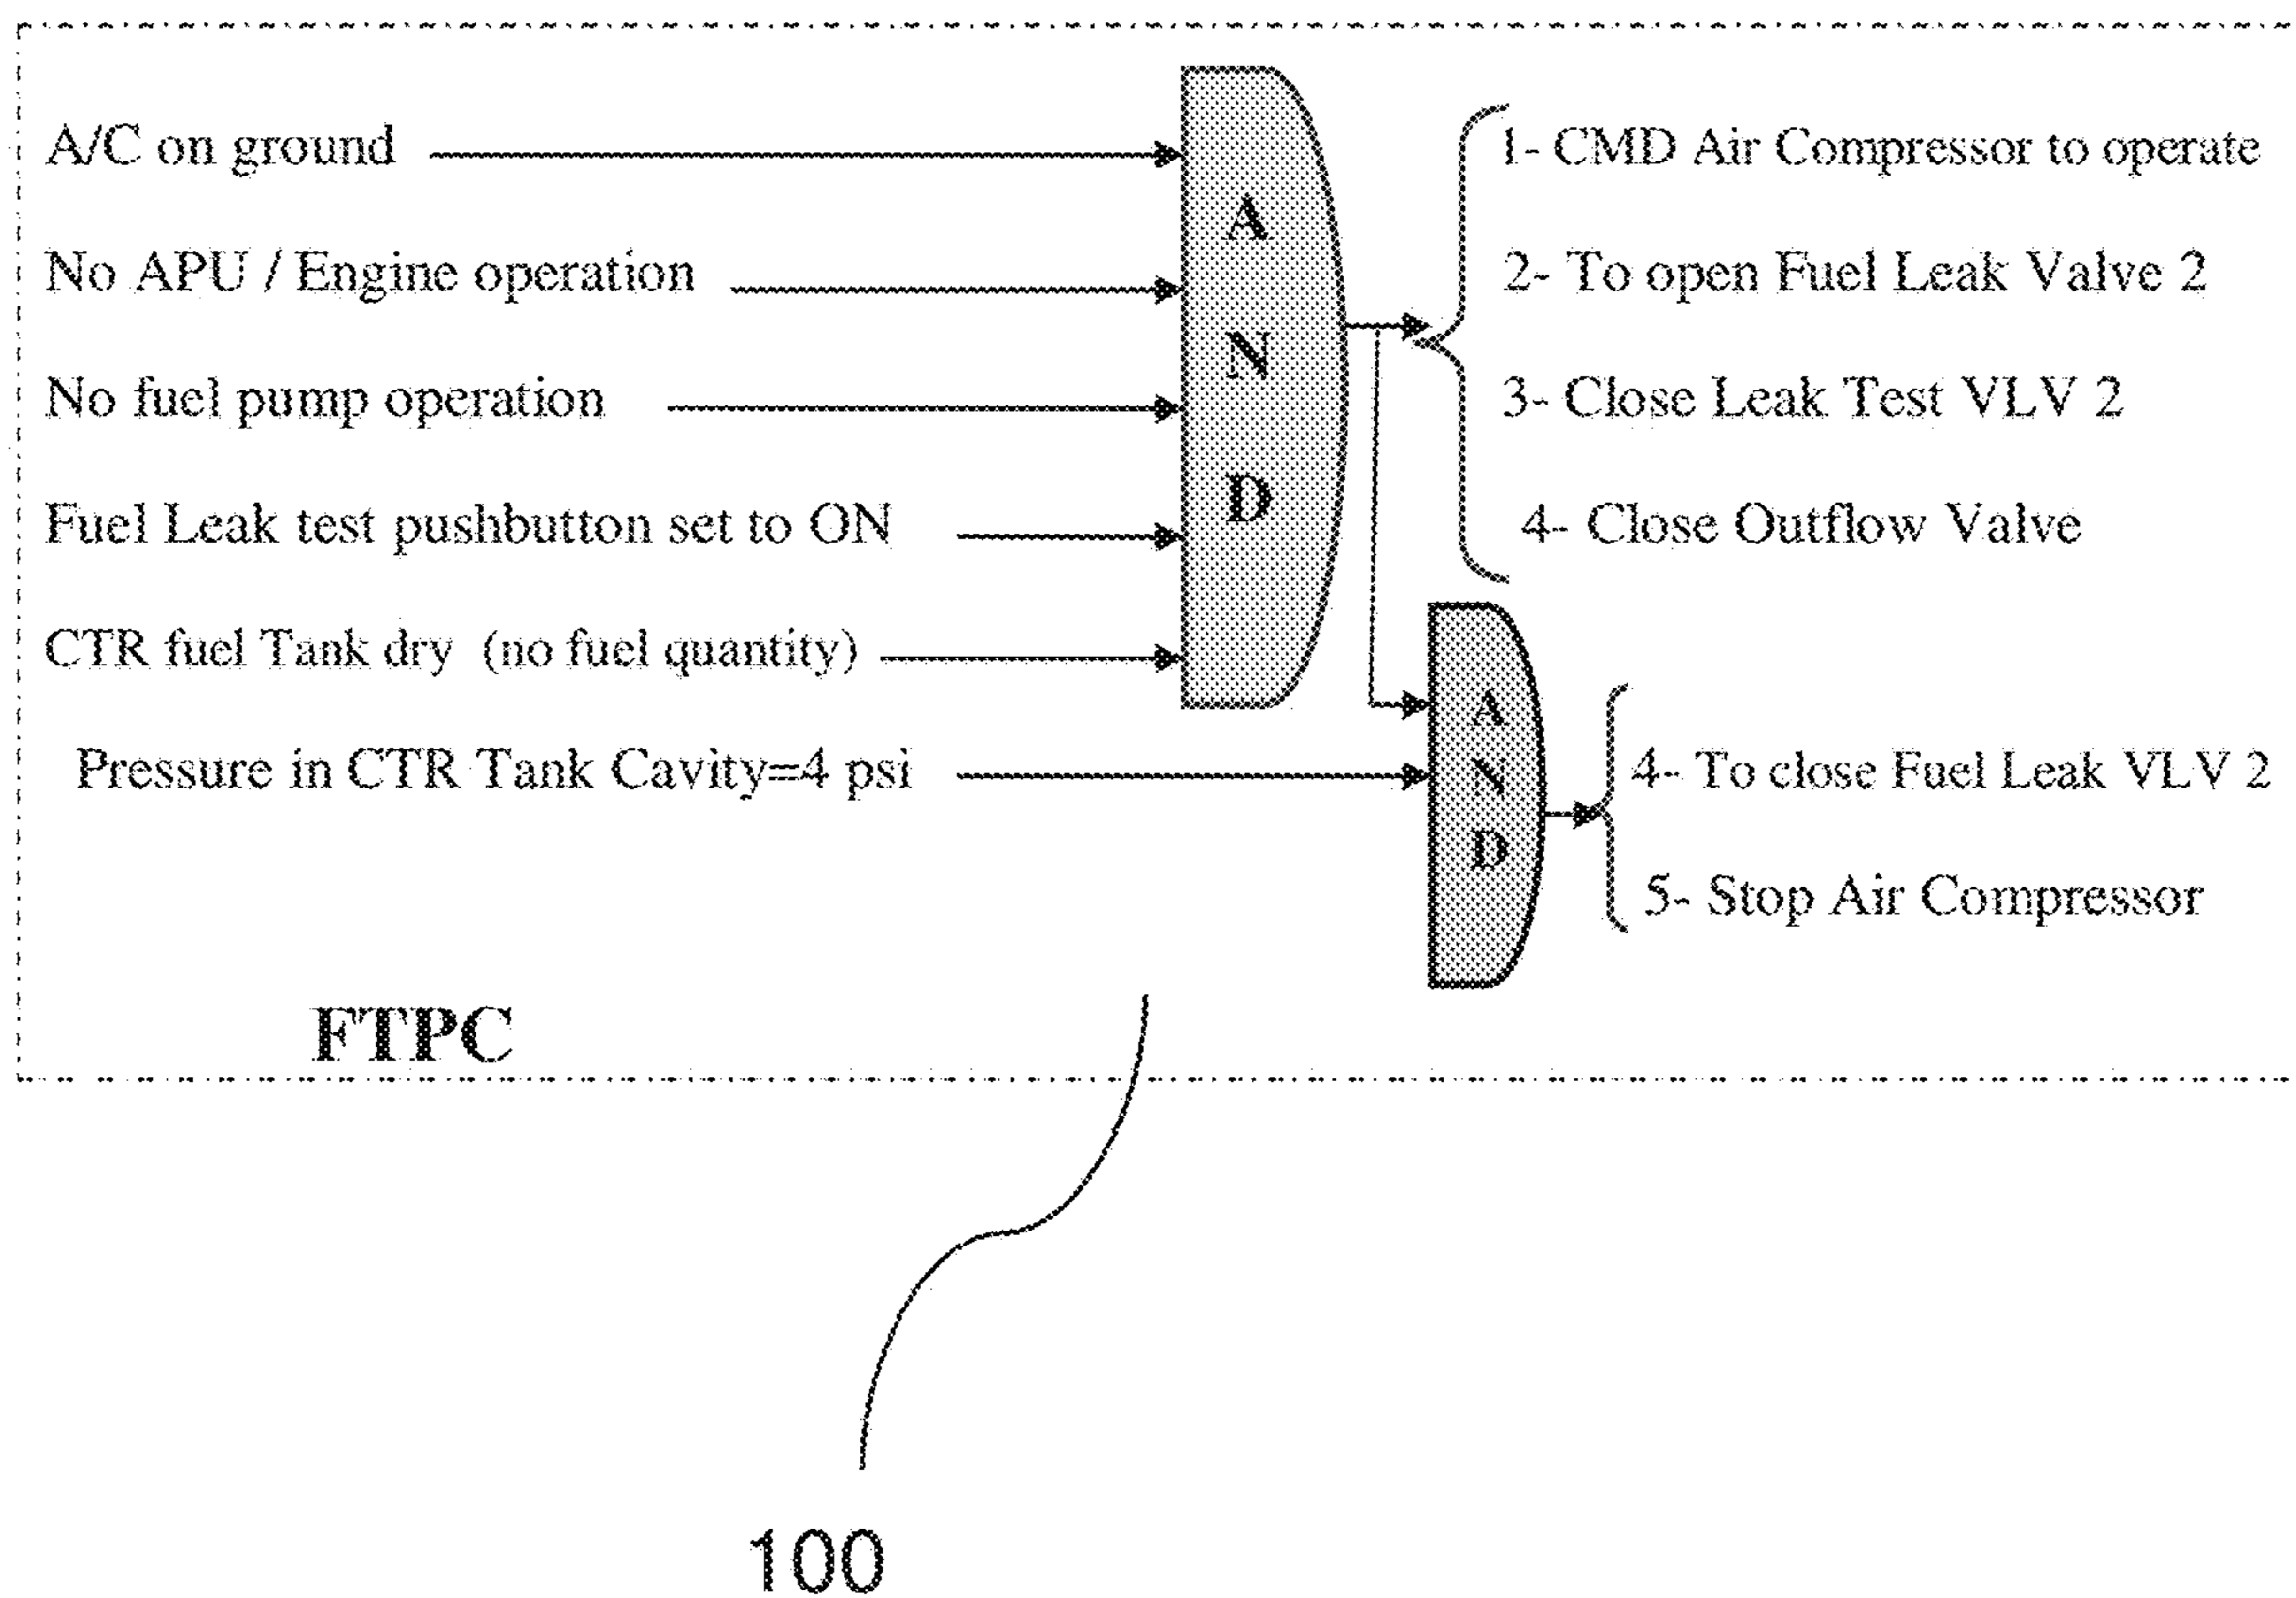 A/C on ground
No APU / Engine operation
No fuel pump operation
Fuel Leak test pushbutton set to ON
CTR fuel Tank dry (no fuel quantity)
Pressure in CTR Tank Cavity=4 psi
A
N
D
1- CMD Air Compressor to operate
2- To open Fuel Leak Valve 2
3- Close Leak Test VLV 2
4- Close Outflow Valve
A
N
D
4- To close Fuel Leak VLV 2
5- Stop Air Compressor
FTPC
100